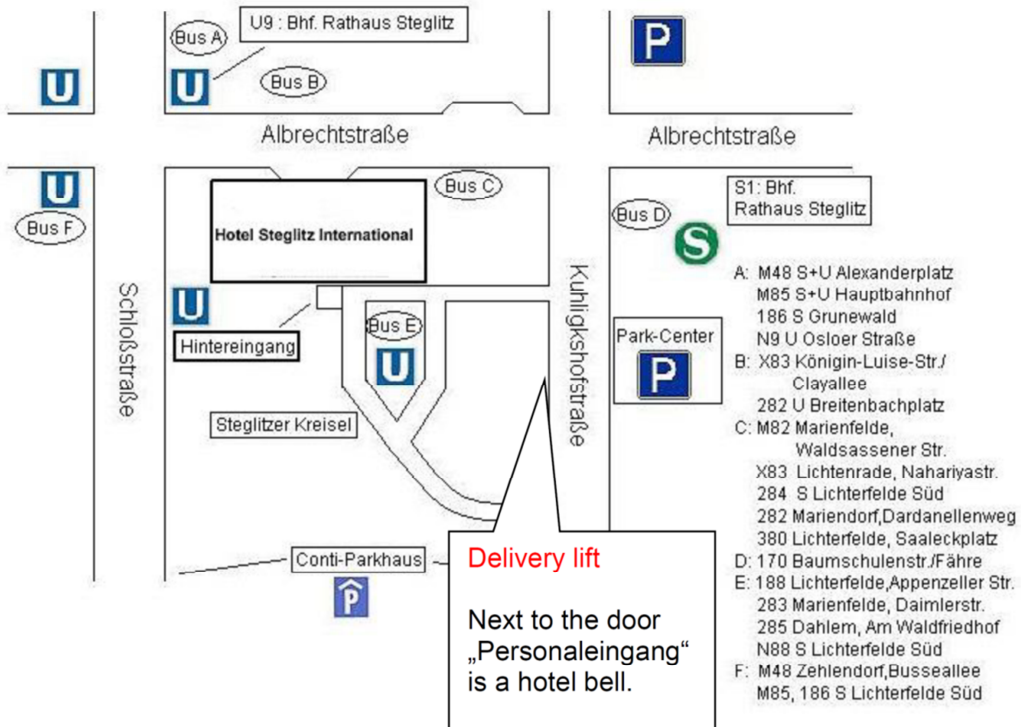 Bus A
U9 : Bhf. Rathaus Steglitz
P
U
U
Bus B
Albrechtstraße
Albrechtstraße
U
Bus F
Bus C
Hotel Steglitz International
Bus D
S1: Bhf.
Rathaus Steglitz
S
Schloßstraße
U
Hintereingang
Bus E
U
Steglitzer Kreisel
Kuhligkshofstraße
Park-Center
P
A: M48 S+U Alexanderplatz
M85 S+U Hauptbahnhof
186 S Grunewald
N9 U Osloer Straße
B: X83 Königin-Luise-Str./
Clayallee
282 U Breitenbachplatz
C: M82 Marienfelde,
Waldsassener Str.
X83 Lichtenrade, Nahariyastr.
284 S Lichterfelde Süd
282 Mariendorf,Dardanellenweg
380 Lichterfelde, Saaleckplatz
D: 170 Baumschulenstr./Fähre
E: 188 Lichterfelde,Appenzeller Str.
283 Marienfelde, Daimlerstr.
285 Dahlem, Am Waldfriedhof
N88 S Lichterfelde Süd
F: M48 Zehlendorf,Busseallee
M85, 186 S Lichterfelde Süd
Conti-Parkhaus
P
Delivery lift
Next to the door
„Personaleingang“
is a hotel bell.